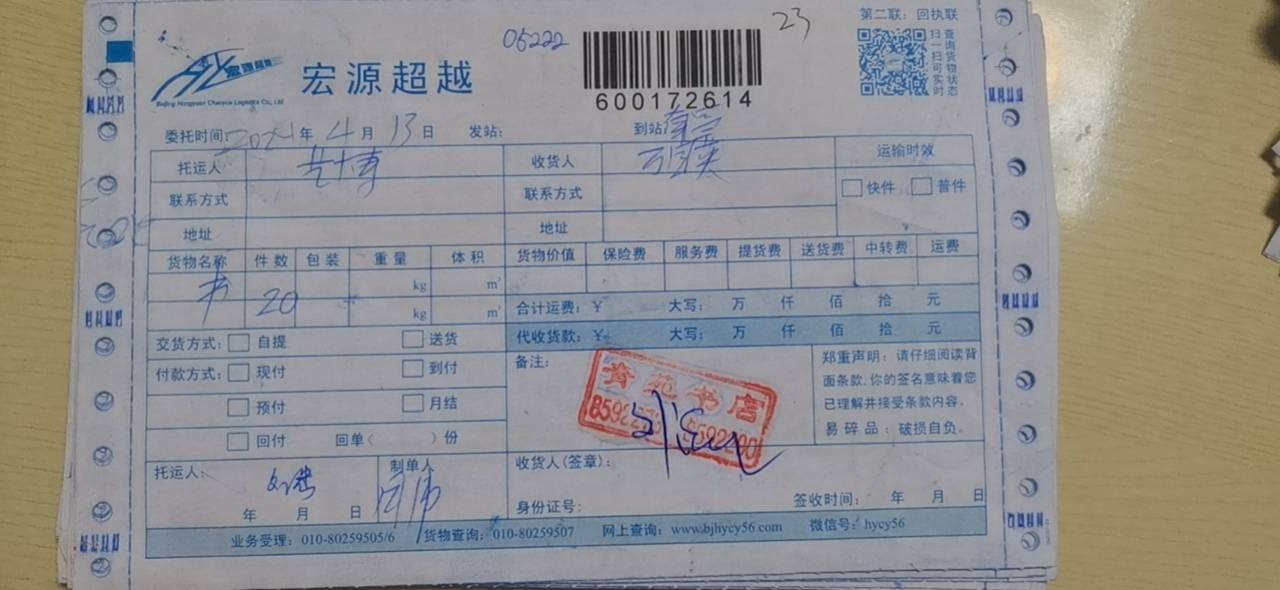 第二联：回执联
05222
23
宏源超越
Beijing Hongyuan Chaoyue Logistics Co., Ltd
600172614
扫一扫可实时
查询货物状态
委托时间: 2024年4月13日 发站: 到站:
托运人 收货人 运输时效
联系方式 联系方式 快件 普件
地址 地址
货物名称 件数 包装 重量 体积 货物价值 保险费 服务费 提货费 送货费 中转费 运费
书 20 kg m³
kg m³ 合计运费：￥ 大写： 万 仟 佰 拾 元
代收货款：￥ 大写： 万 仟 佰 拾 元
交货方式： 自提 送货
付款方式： 现付 到付
预付 月结
回付 回单（ ）份
备注：
郑重声明：请仔细阅读背
面条款,你的签名意味着您
已理解并接受条款内容。
易碎品：破损自负。
书店
托运人： 制单人 收货人(签章)：
年 月 日 身份证号： 签收时间： 年 月 日
业务受理：010-80259505/6 货物查询：010-80259507 网上查询：www.bjhycy56.com 微信号：hycy56